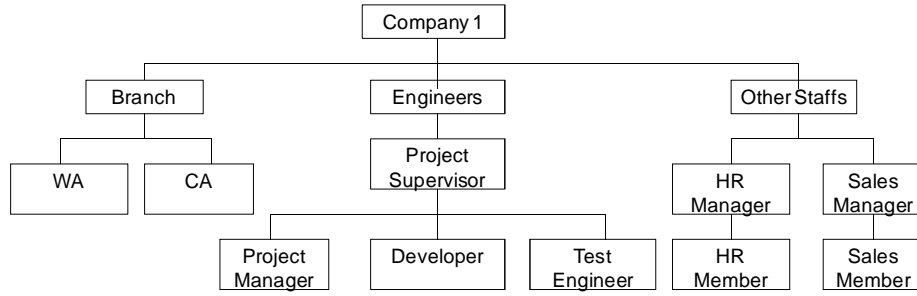 Company 1
Branch
Engineers
Other Staffs
WA
CA
Project
Supervisor
HR
Manager
Sales
Manager
Project
Manager
Developer
Test
Engineer
HR
Member
Sales
Member